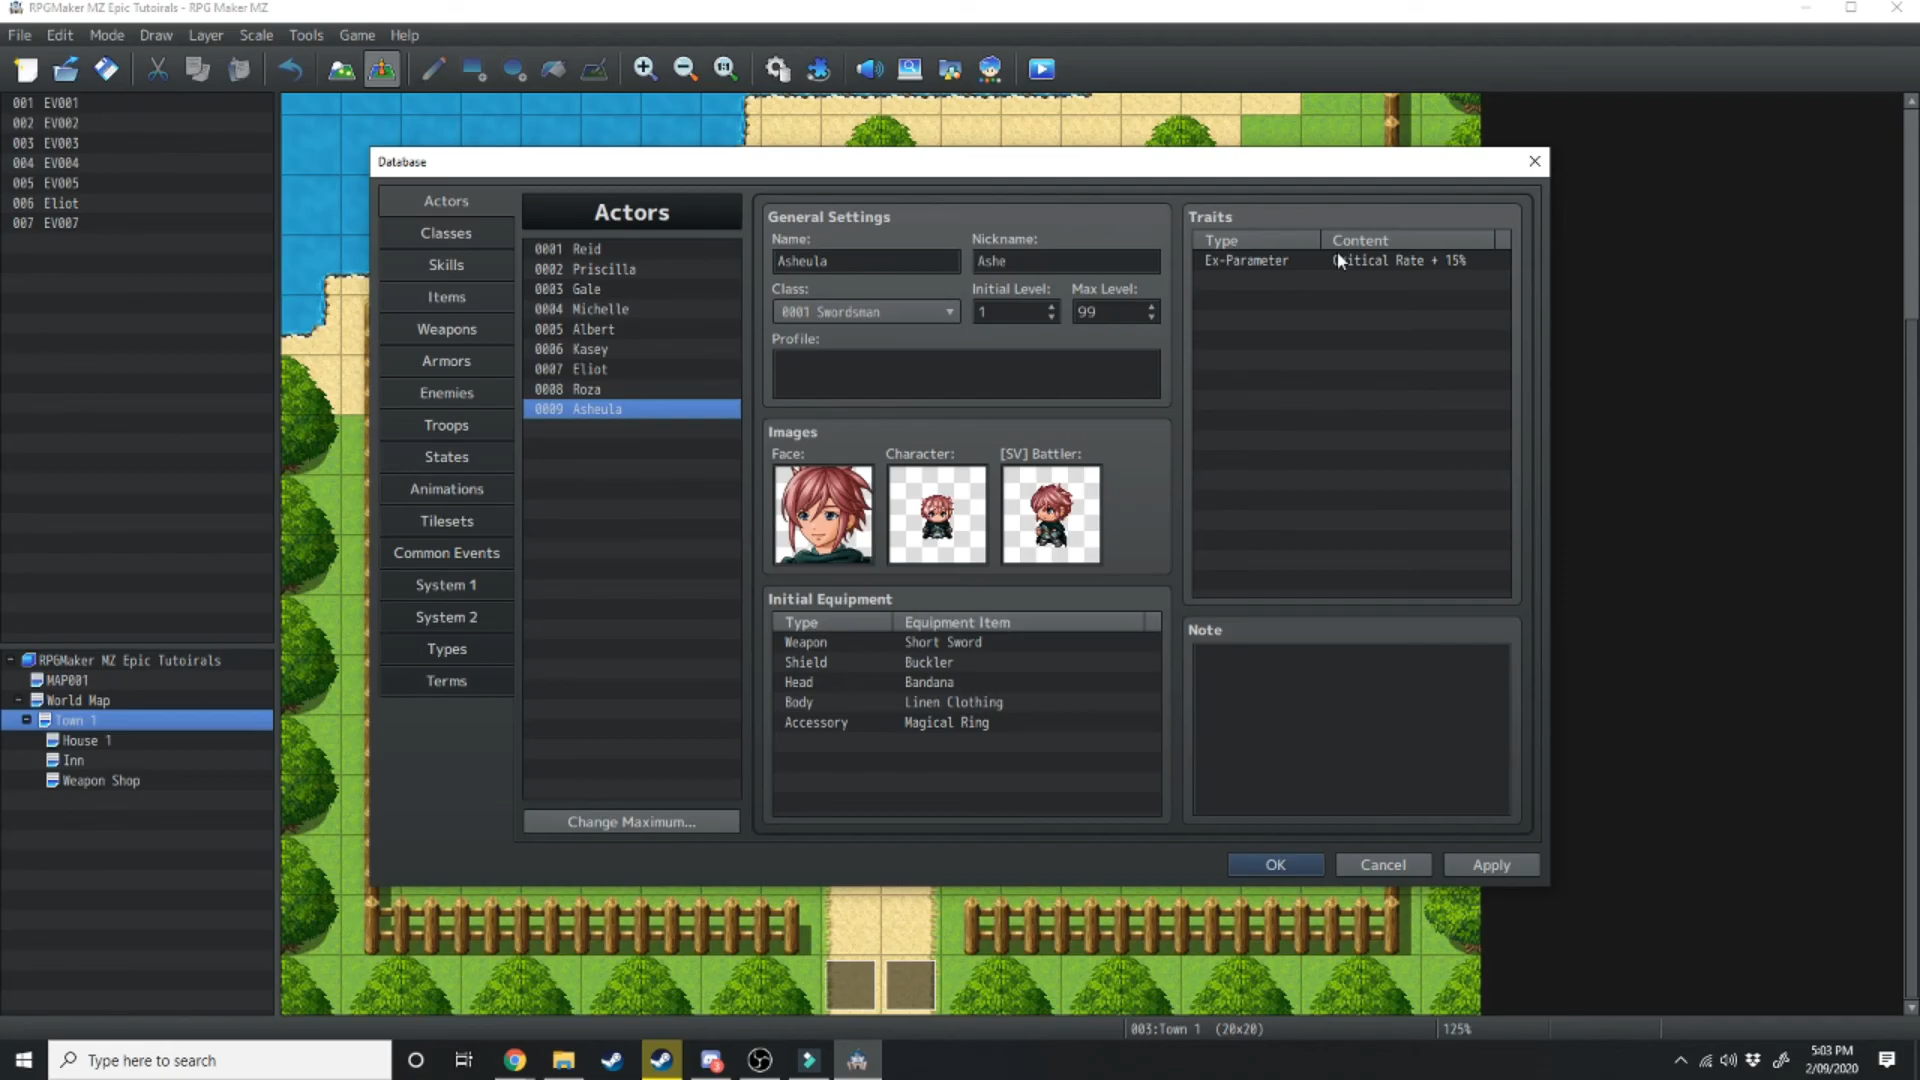 RPGMaker MZ Epic Tutoirals - RPG Maker MZ
File Edit Mode Draw Layer Scale Tools Game Help
001 EV001
002 EV002
003 EV003
004 EV004
005 EV005
006 Eliot
007 EV007
RPGMaker MZ Epic Tutoirals
MAP001
World Map
Town 1
House 1
Inn
Weapon Shop
Database
Actors
Classes
Skills
Items
Weapons
Armors
Enemies
Troops
States
Animations
Tilesets
Common Events
System 1
System 2
Types
Terms
Actors
0001 Reid
0002 Priscilla
0003 Gale
0004 Michelle
0005 Albert
0006 Kasey
0007 Eliot
0008 Roza
0009 Asheula
Change Maximum...
General Settings
Name: Nickname:
Asheula Ashe
Class: Initial Level: Max Level:
0001 Swordsman 1 99
Profile:
Images
Face: Character: [SV] Battler:
Initial Equipment
Type Equipment Item
Weapon Short Sword
Shield Buckler
Head Bandana
Body Linen Clothing
Accessory Magical Ring
Traits
Type Content
Ex-Parameter Critical Rate + 15%
Note
OK Cancel Apply
003:Town 1 (20x20) 125%
Type here to search
5:03 PM
2/09/2020